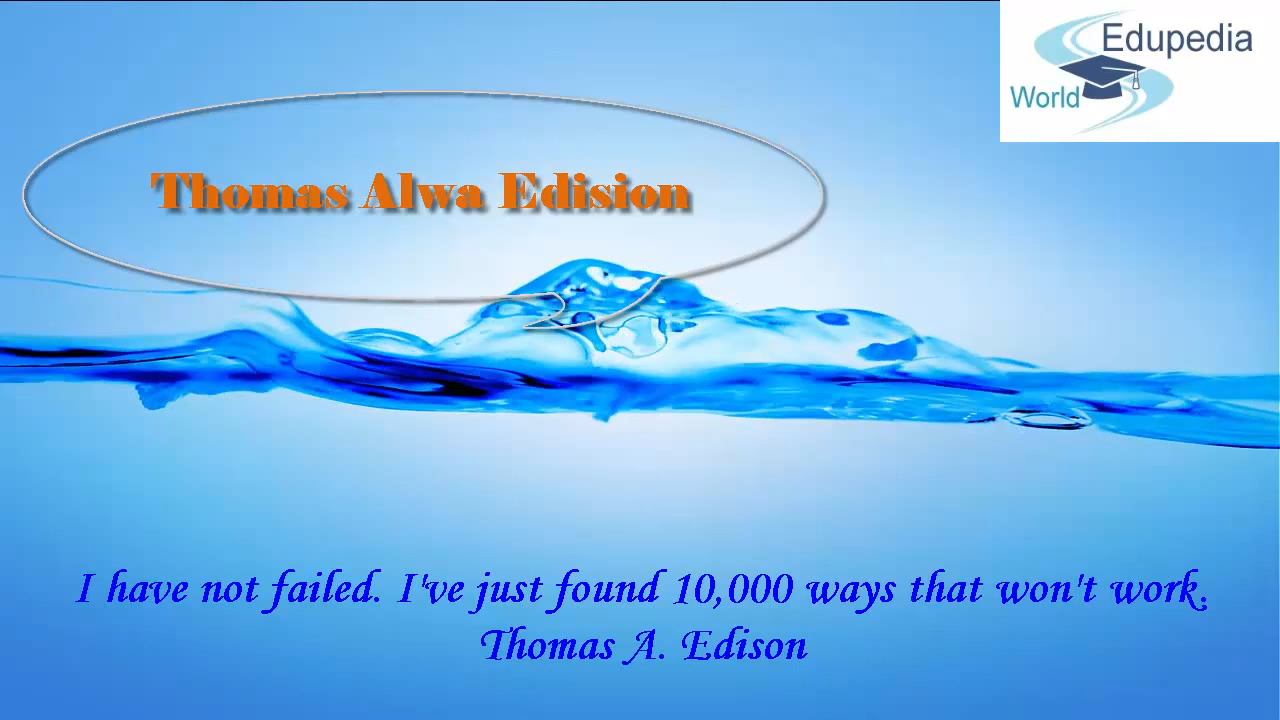 Edupedia
World
Thomas Alwa Edision
I have not failed. I've just found 10,000 ways that won't work.
Thomas A. Edison